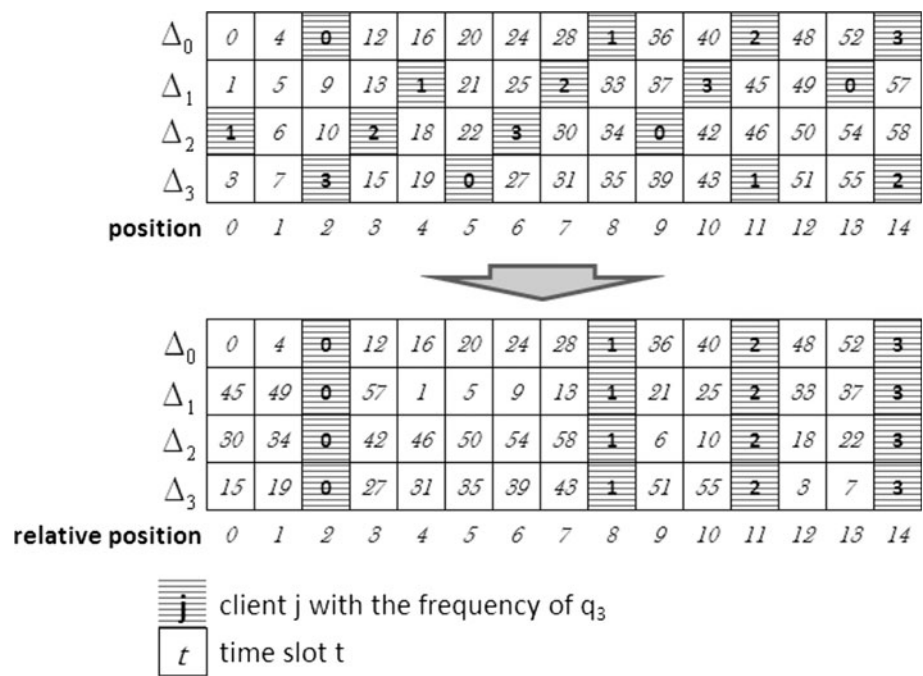 Δ0 0 4 0 12 16 20 24 28 1 36 40 2 48 52 3
Δ1 1 5 9 13 1 21 25 2 33 37 3 45 49 0 57
Δ2 1 6 10 2 18 22 3 30 34 0 42 46 50 54 58
Δ3 3 7 3 15 19 0 27 31 35 39 43 1 51 55 2
position 0 1 2 3 4 5 6 7 8 9 10 11 12 13 14
Δ0 0 4 0 12 16 20 24 28 1 36 40 2 48 52 3
Δ1 45 49 0 57 1 5 9 13 1 21 25 2 33 37 3
Δ2 30 34 0 42 46 50 54 58 1 6 10 2 18 22 3
Δ3 15 19 0 27 31 35 39 43 1 51 55 2 3 7 3
relative position 0 1 2 3 4 5 6 7 8 9 10 11 12 13 14
j client j with the frequency of q3
t time slot t